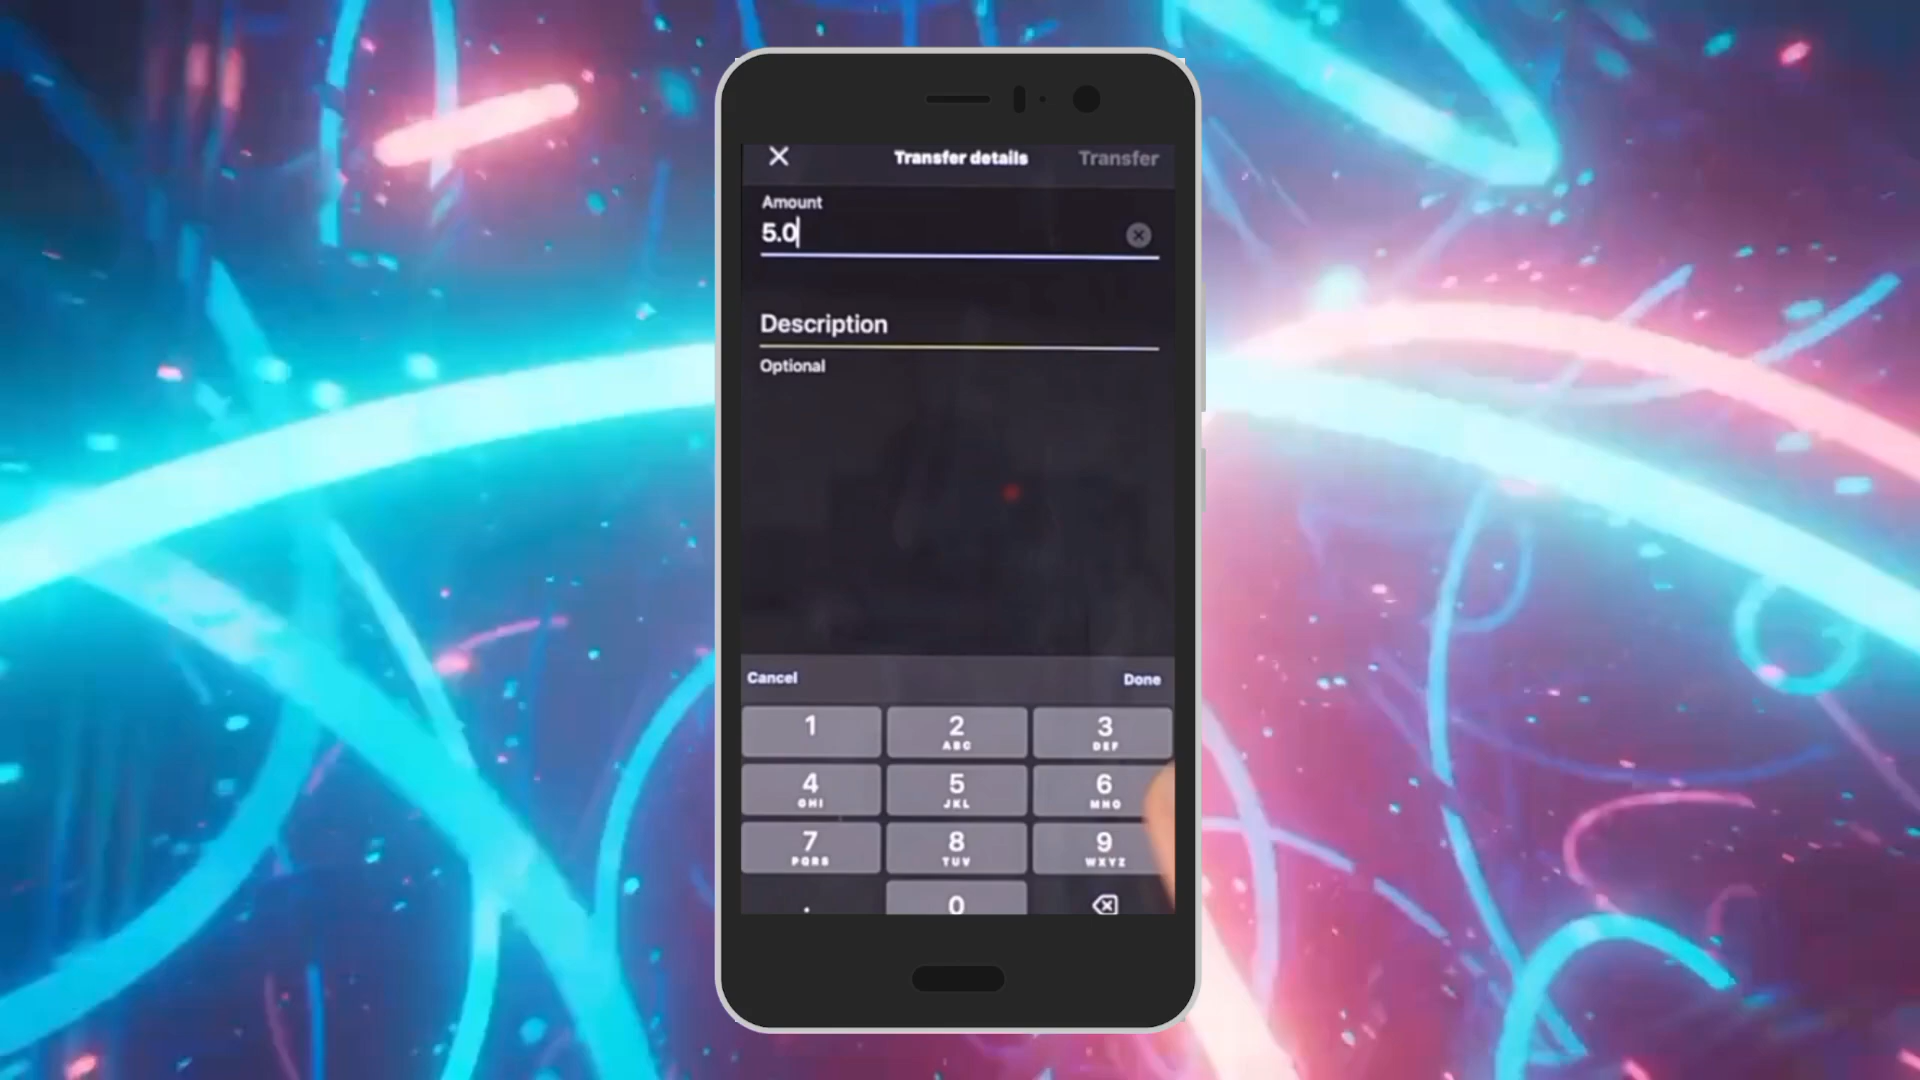 Transfer details Transfer
Amount
5.0
Description
Optional
Cancel Done
1 2 3
ABC DEF
4 5 6
GHI JKL MNO
7 8 9
PQRS TUV WXYZ
. 0